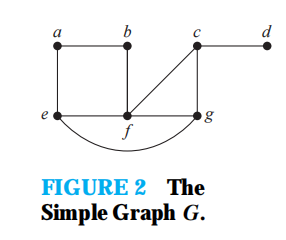 a b c d
e f g
FIGURE 2 The
Simple Graph G.